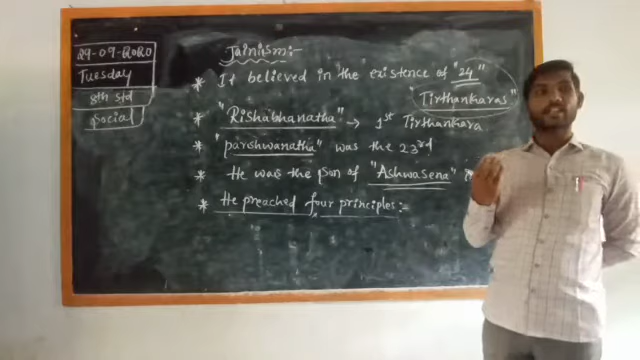 29-09-2020
Tuesday
8th std
social
Jainism:-
* It believed in the existence of "24"
"Tirthankaras"
* "Rishabhanatha" → 1st Tirthankara
* "parshwanatha" was the 23rd
* He was the son of "Ashwasena"
* He preached four principles:-